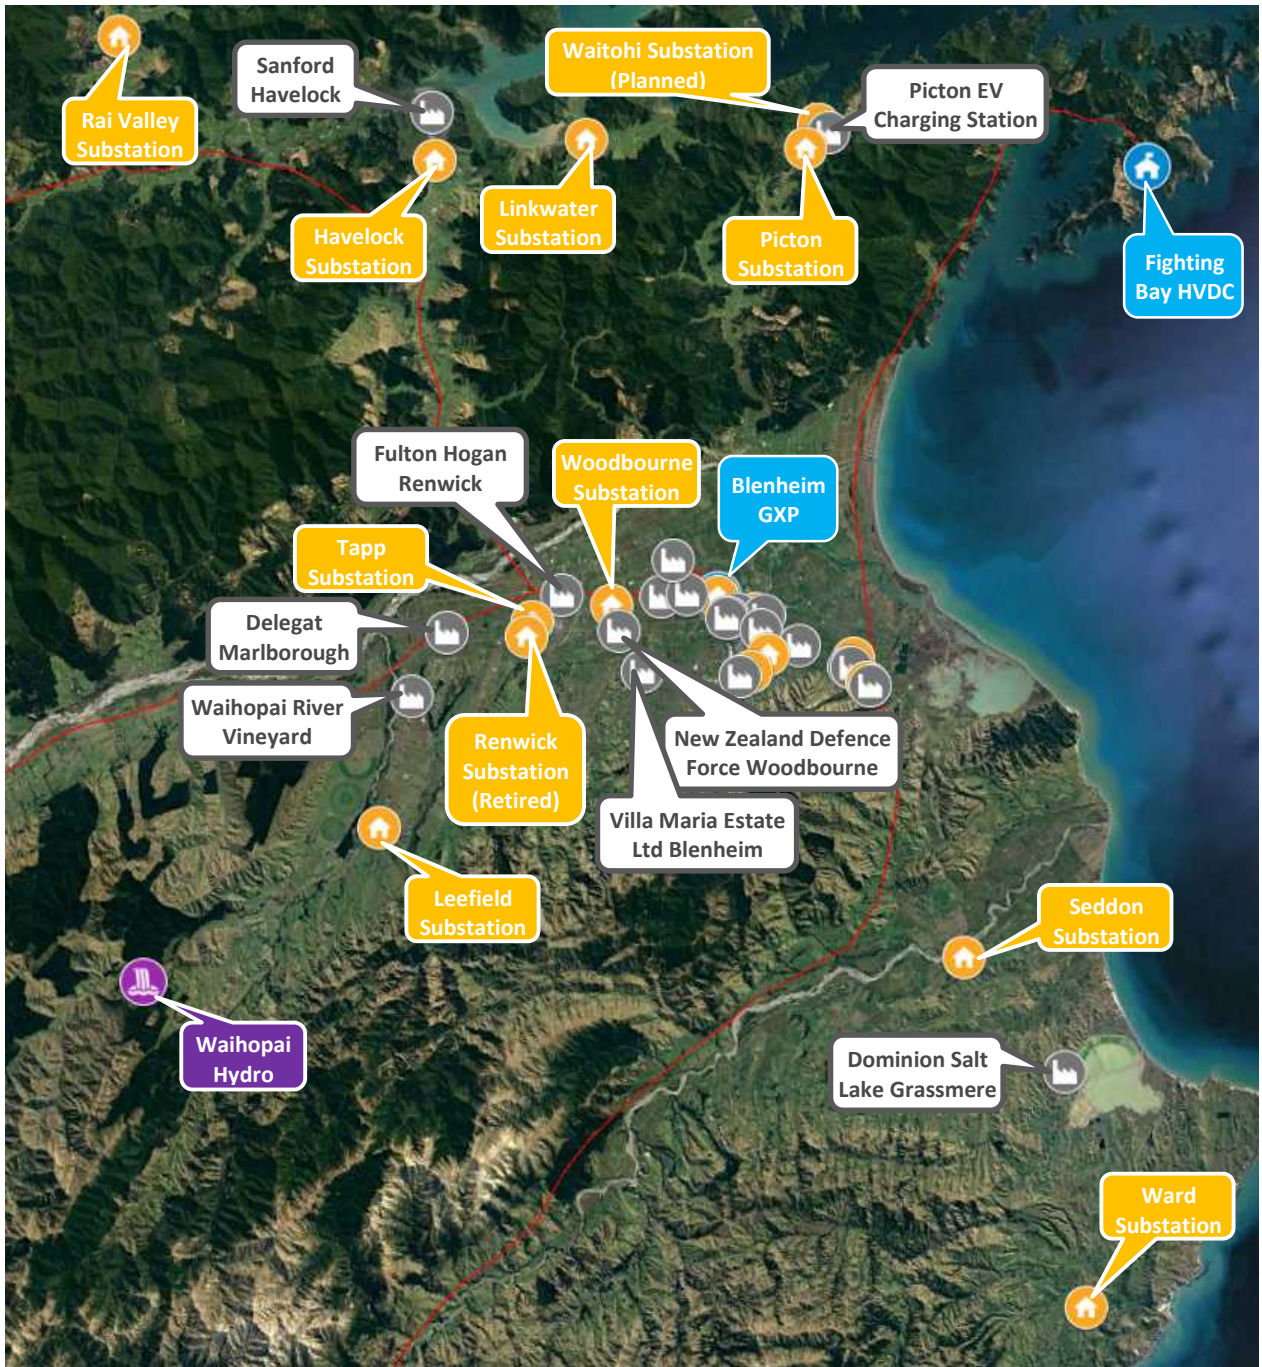 Rai Valley
Substation
Sanford
Havelock
Waitohi Substation
(Planned)
Picton EV
Charging Station
Havelock
Substation
Linkwater
Substation
Picton
Substation
Fighting
Bay HVDC
Fulton Hogan
Renwick
Woodbourne
Substation
Blenheim
GXP
Tapp
Substation
Delegat
Marlborough
Waihopai River
Vineyard
Renwick
Substation
(Retired)
New Zealand Defence
Force Woodbourne
Villa Maria Estate
Ltd Blenheim
Leefield
Substation
Seddon
Substation
Waihopai
Hydro
Dominion Salt
Lake Grassmere
Ward
Substation